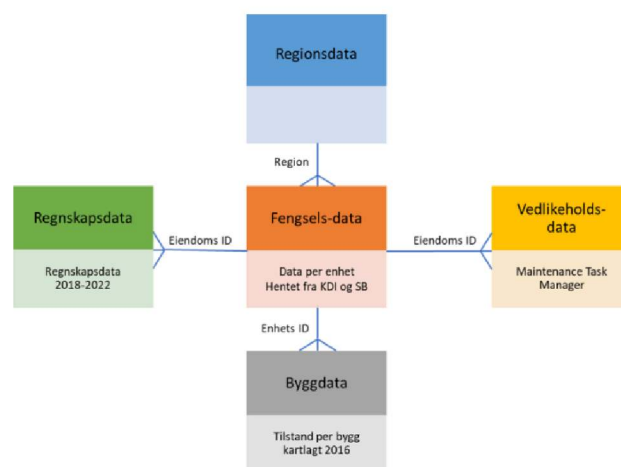 Regionsdata
Region
Regnskapsdata
Regnskapsdata
2018-2022
Eiendoms ID
Fengsels-data
Data per enhet
Hentet fra KDI og SB
Eiendoms ID
Vedlikeholds-
data
Maintenance Task
Manager
Enhets ID
Byggdata
Tilstand per bygg
kartlagt 2016